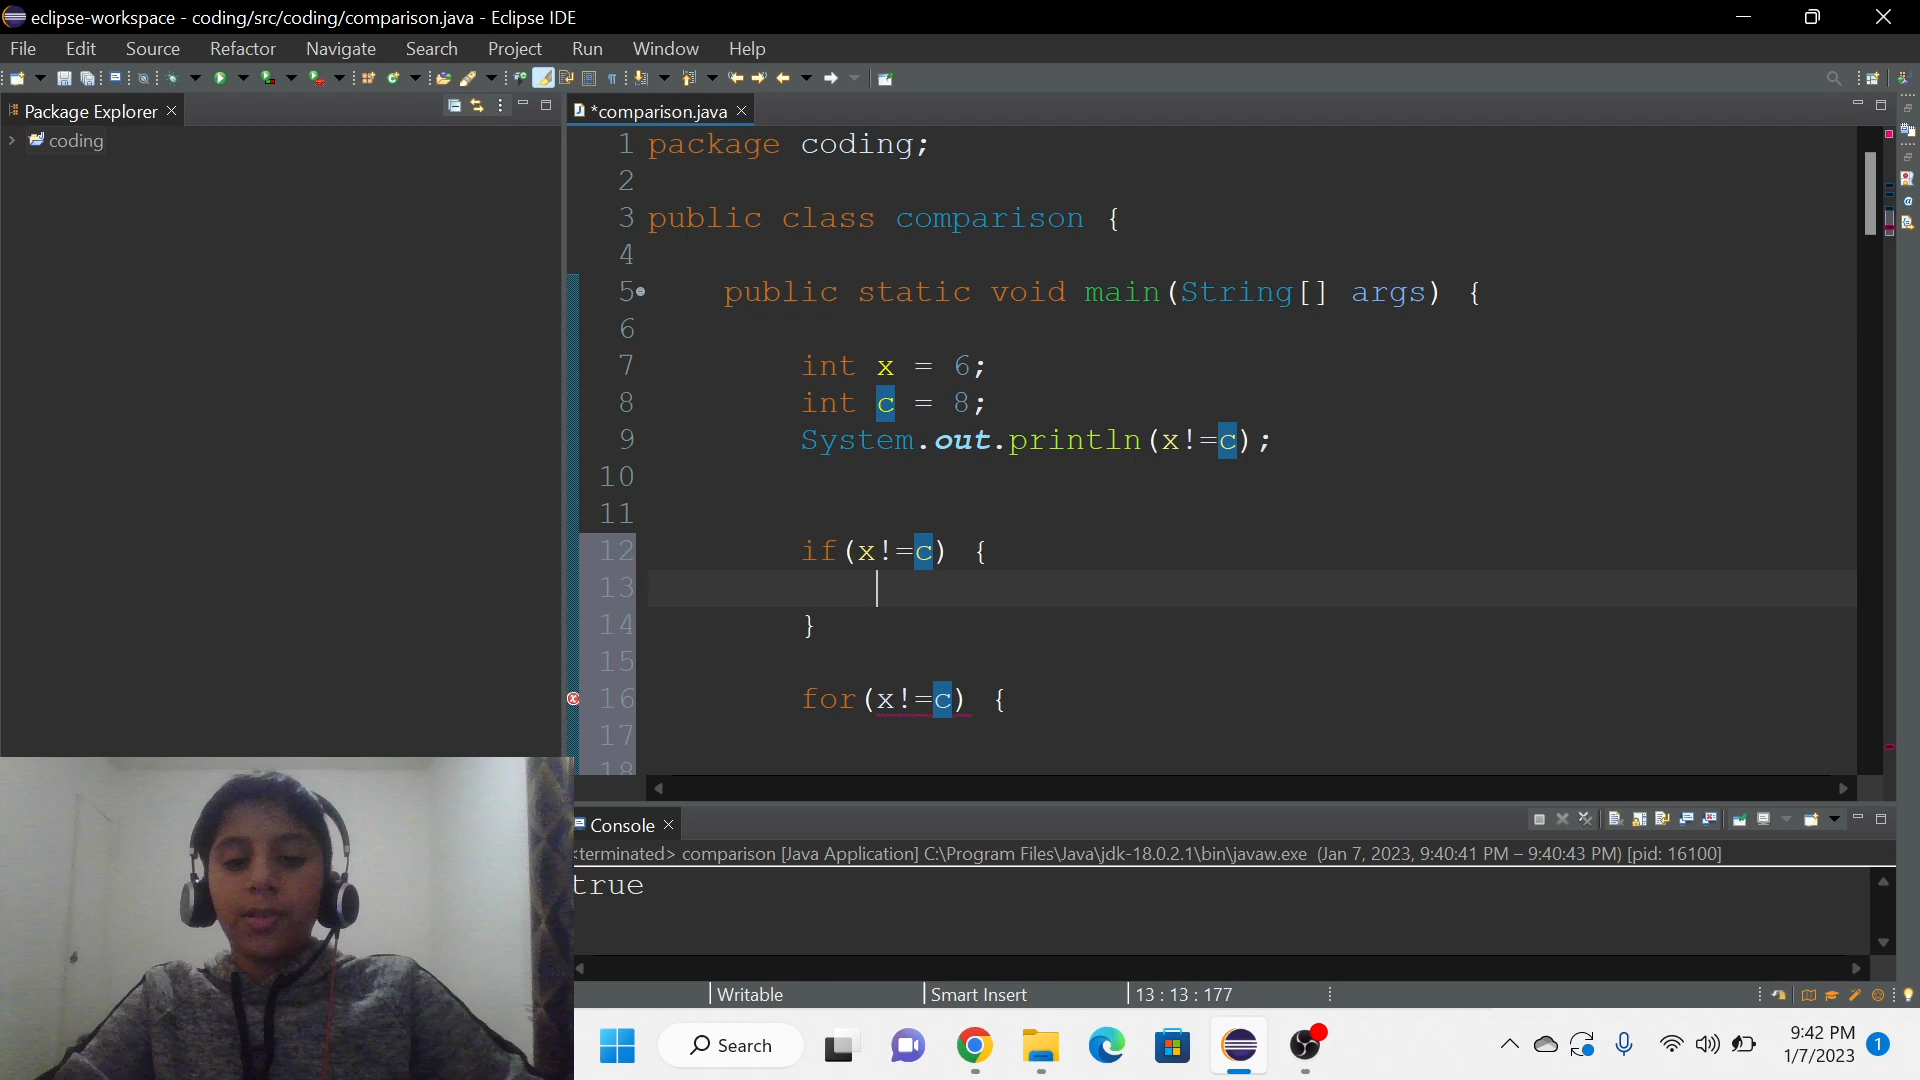 eclipse-workspace - coding/src/coding/comparison.java - Eclipse IDE
File Edit Source Refactor Navigate Search Project Run Window Help
Package Explorer
*comparison.java
coding
1 package coding;
2
3 public class comparison {
4
5 public static void main(String[] args) {
6
7 int x = 6;
8 int c = 8;
9 System.out.println(x!=c);
10
11
12 if(x!=c) {
13
14 }
15
16 for(x!=c) {
17
18
Console
<terminated> comparison [Java Application] C:\Program Files\Java\jdk-18.0.2.1\bin\javaw.exe (Jan 7, 2023, 9:40:41 PM – 9:40:43 PM) [pid: 16100]
true
Writable Smart Insert 13 : 13 : 177
Search
9:42 PM
1/7/2023
1